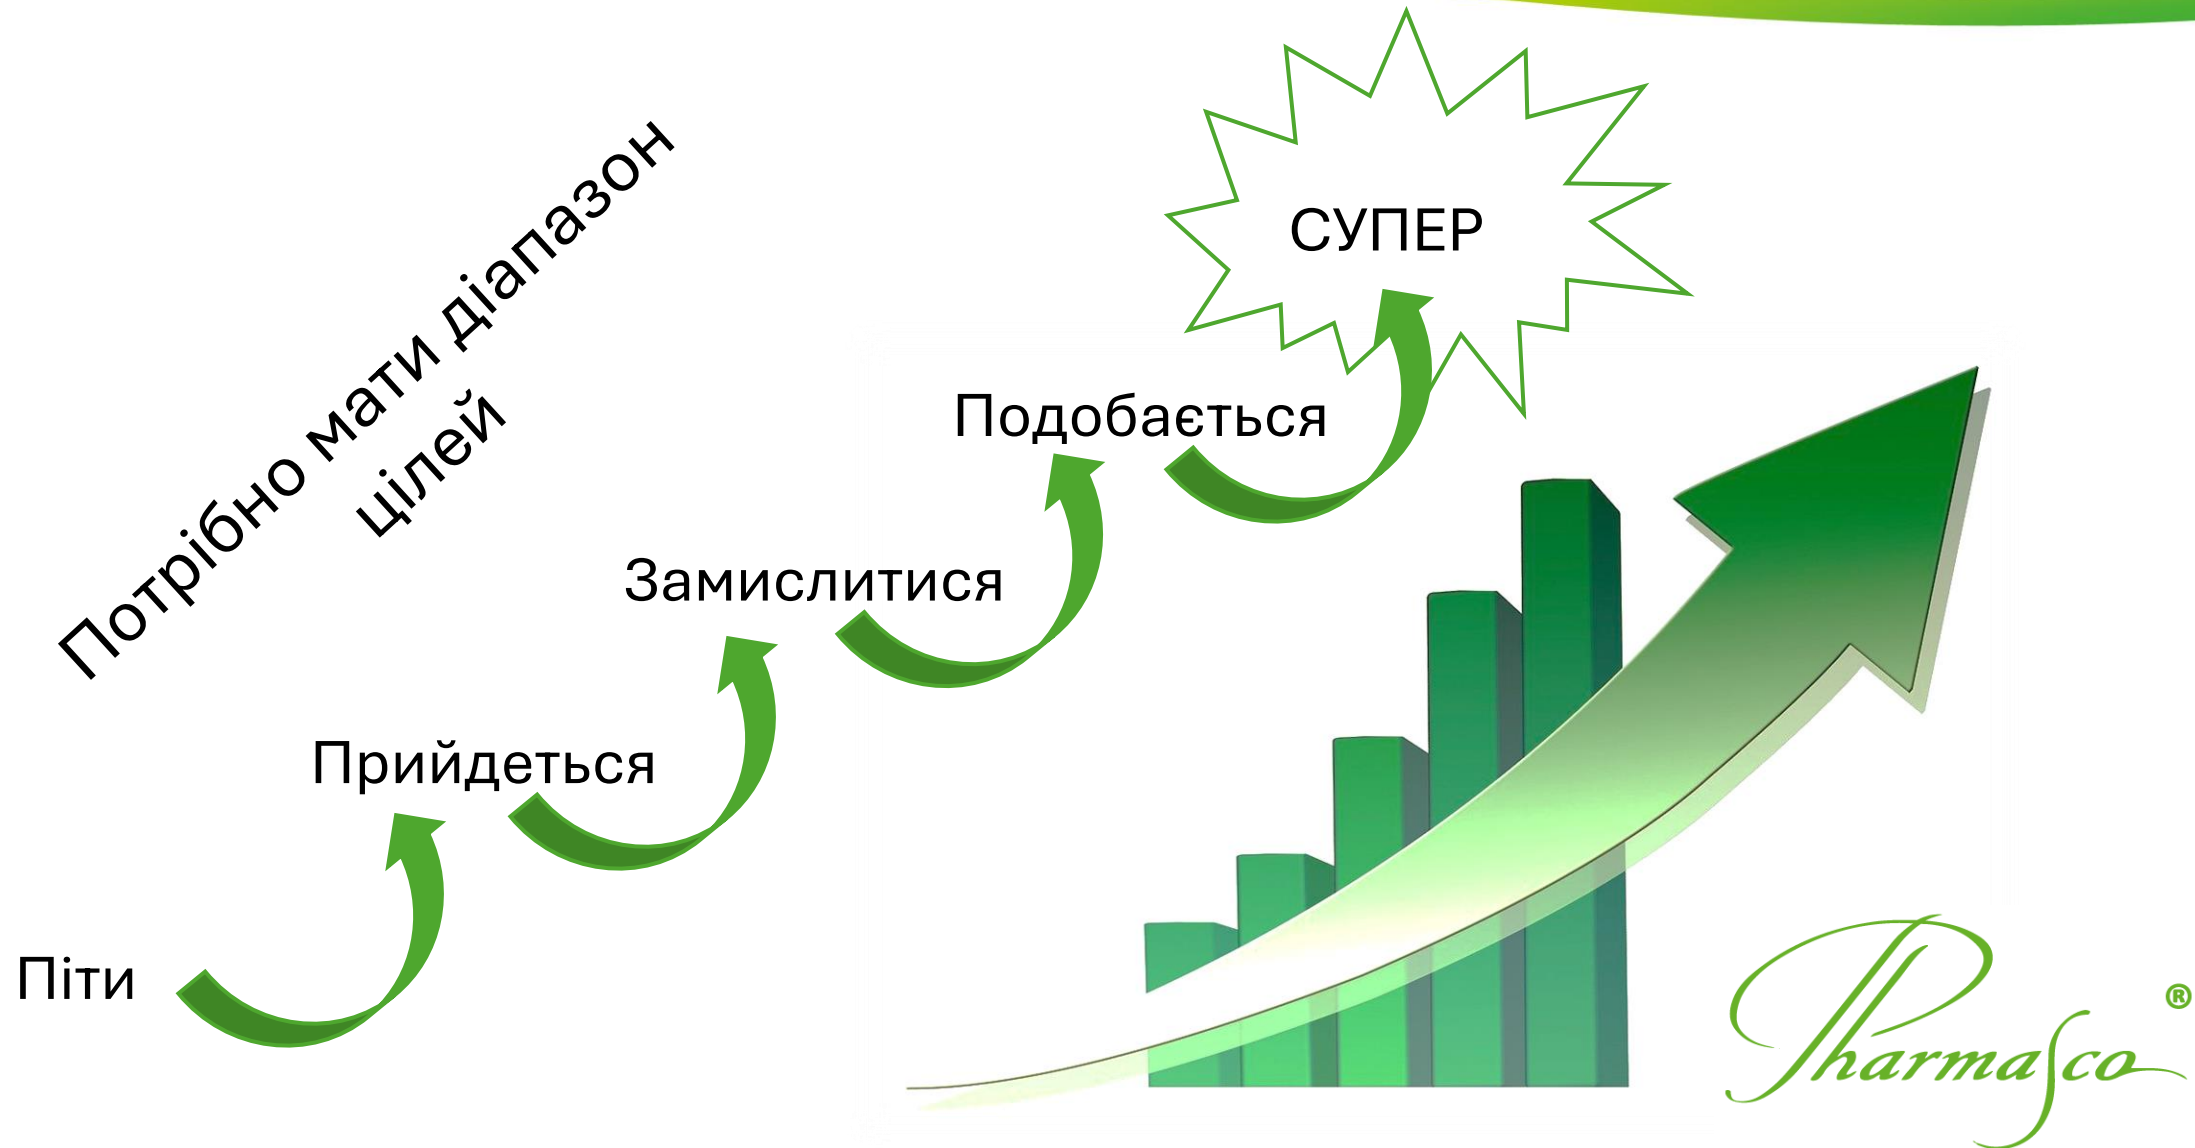 Потрібно мати діапазон
цілей
СУПЕР
Подобається
Замислитися
Прийдеться
Піти
Pharmasco ®